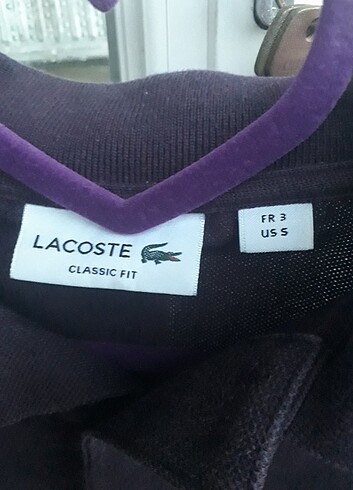 LACOSTE
CLASSIC FIT
FR 3
US S